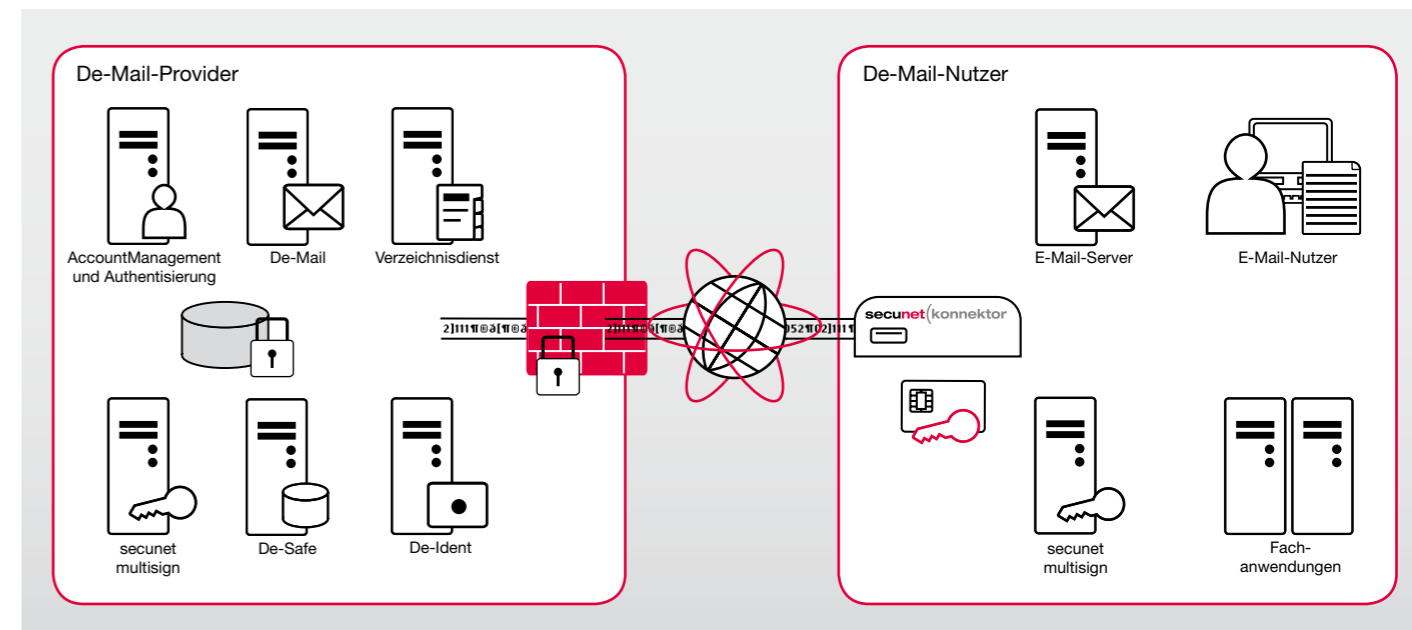 De-Mail-Provider
AccountManagement
und Authentisierung
De-Mail
Verzeichnisdienst
secunet
multisign
De-Safe
De-Ident
De-Mail-Nutzer
E-Mail-Server
E-Mail-Nutzer
secunet(konnektor
secunet
multisign
Fach-
anwendungen